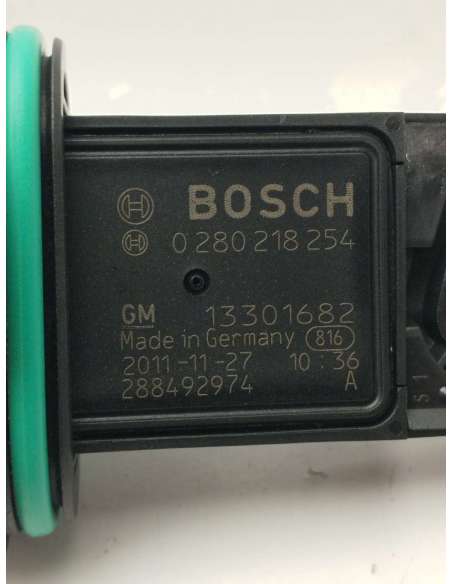 BOSCH
0 280 218 254
GM 13301682
Made in Germany 816
2011-11-27 10:36
288492974 A